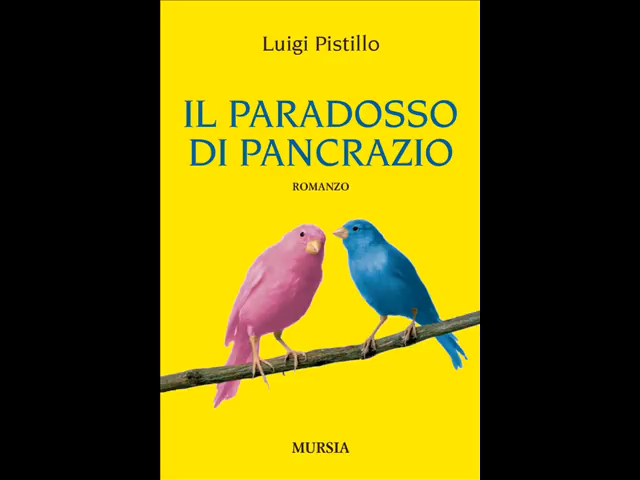 Luigi Pistillo
IL PARADOSSO
DI PANCRAZIO
ROMANZO
MURSIA